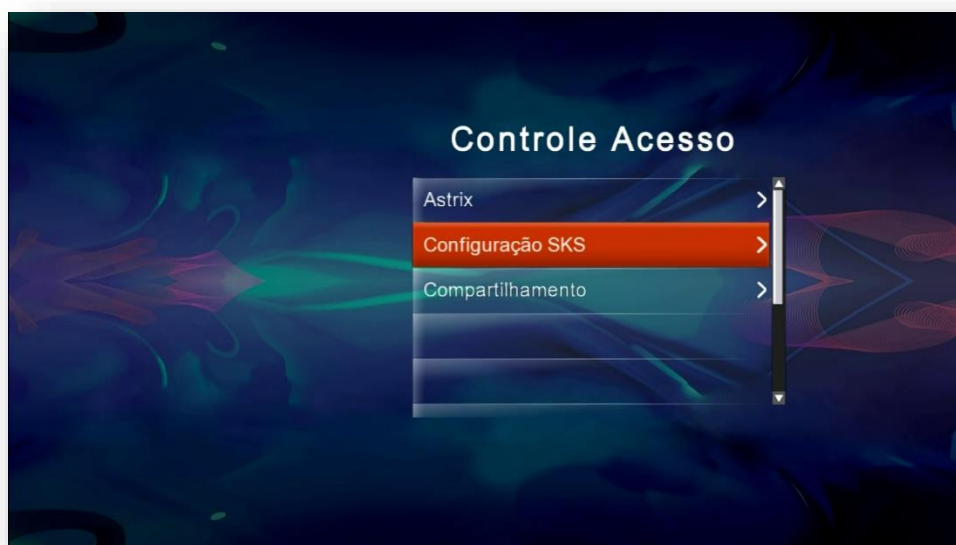 Controle Acesso
Astrix
Configuração SKS
Compartilhamento